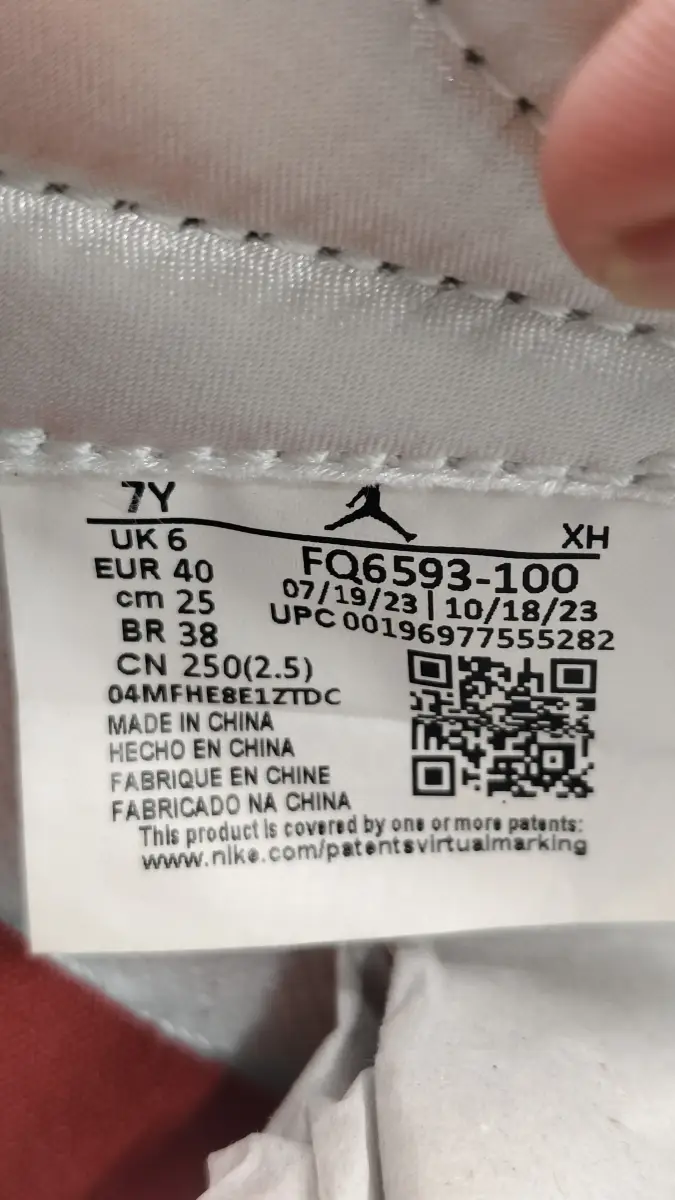 7Y
XH
UK 6
EUR 40
cm 25
BR 38
CN 250(2.5)
FQ6593-100
07/19/23 | 10/18/23
UPC 00196977555282
04MFHE8E1ZTDC
MADE IN CHINA
HECHO EN CHINA
FABRIQUE EN CHINE
FABRICADO NA CHINA
This product is covered by one or more patents:
www.nike.com/patentsvirtualmarking